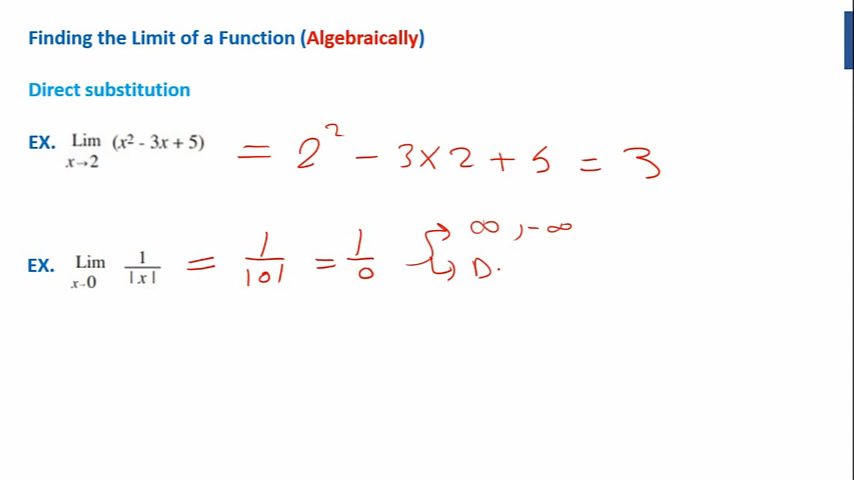 Finding the Limit of a Function (Algebraically)
Direct substitution
EX. Lim x→2 (x² - 3x + 5) = 2² - 3 × 2 + 5 = 3
EX. Lim x→0 1/|x| = 1/|0| = 1/0 → ∞, -∞
→ D.